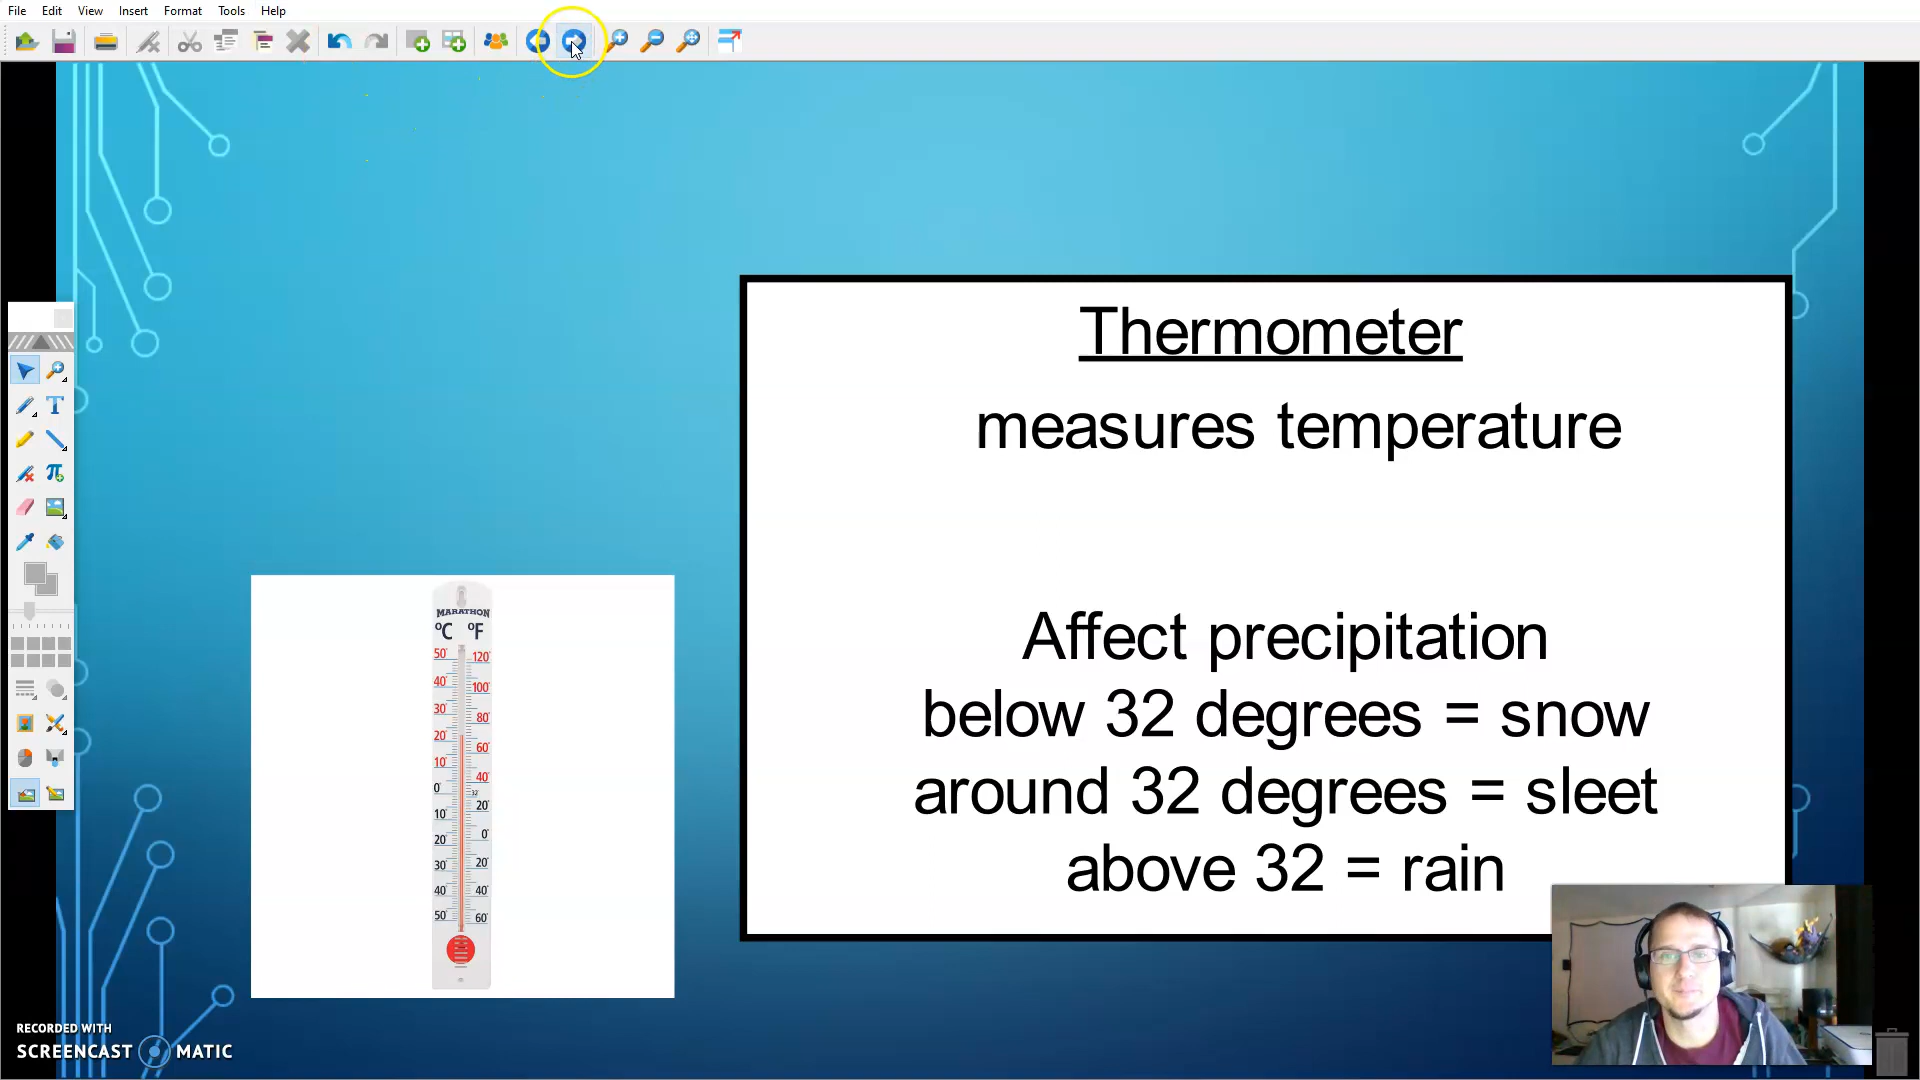 File Edit View Insert Format Tools Help
Thermometer
measures temperature
Affect precipitation
below 32 degrees = snow
around 32 degrees = sleet
above 32 = rain
MARATHON
°C °F
50° 120°
40° 100°
30° 80°
20° 60°
10° 40°
0° 32°
10° 20°
20° 0°
30° 20°
40° 40°
50° 60°
RECORDED WITH
SCREENCAST MATIC